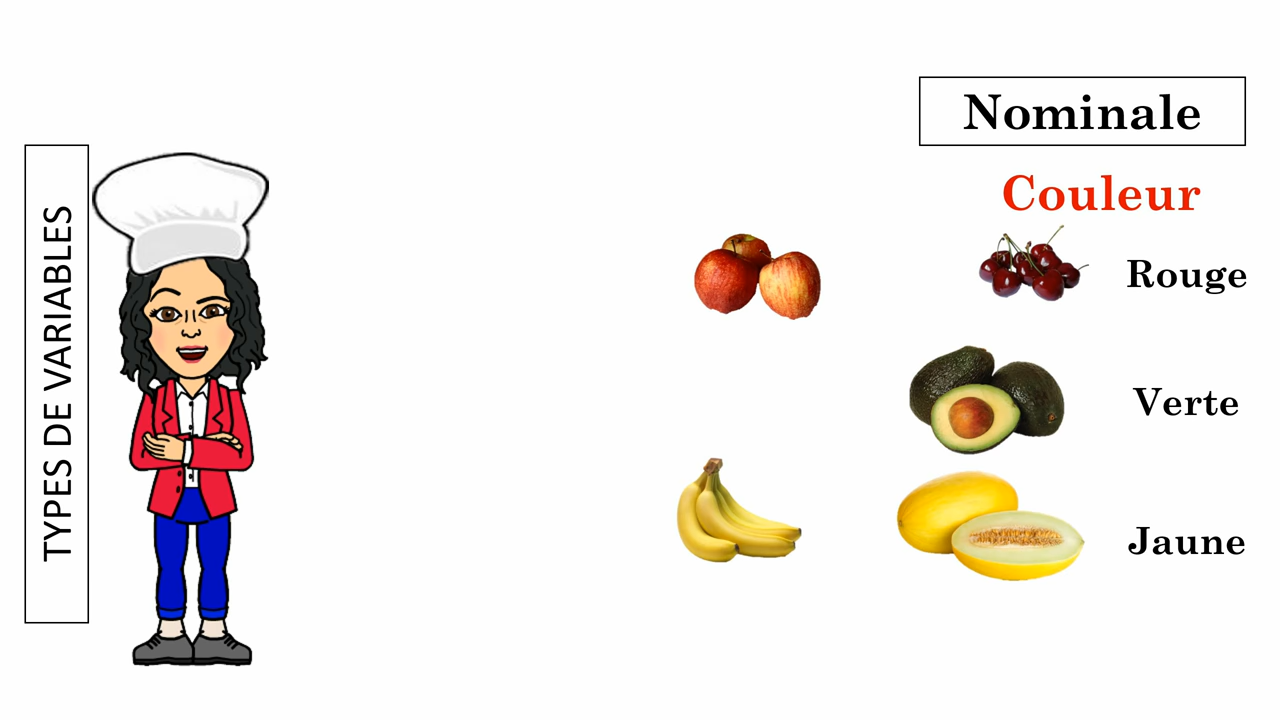 TYPES DE VARIABLES
Nominale
Couleur
Rouge
Verte
Jaune